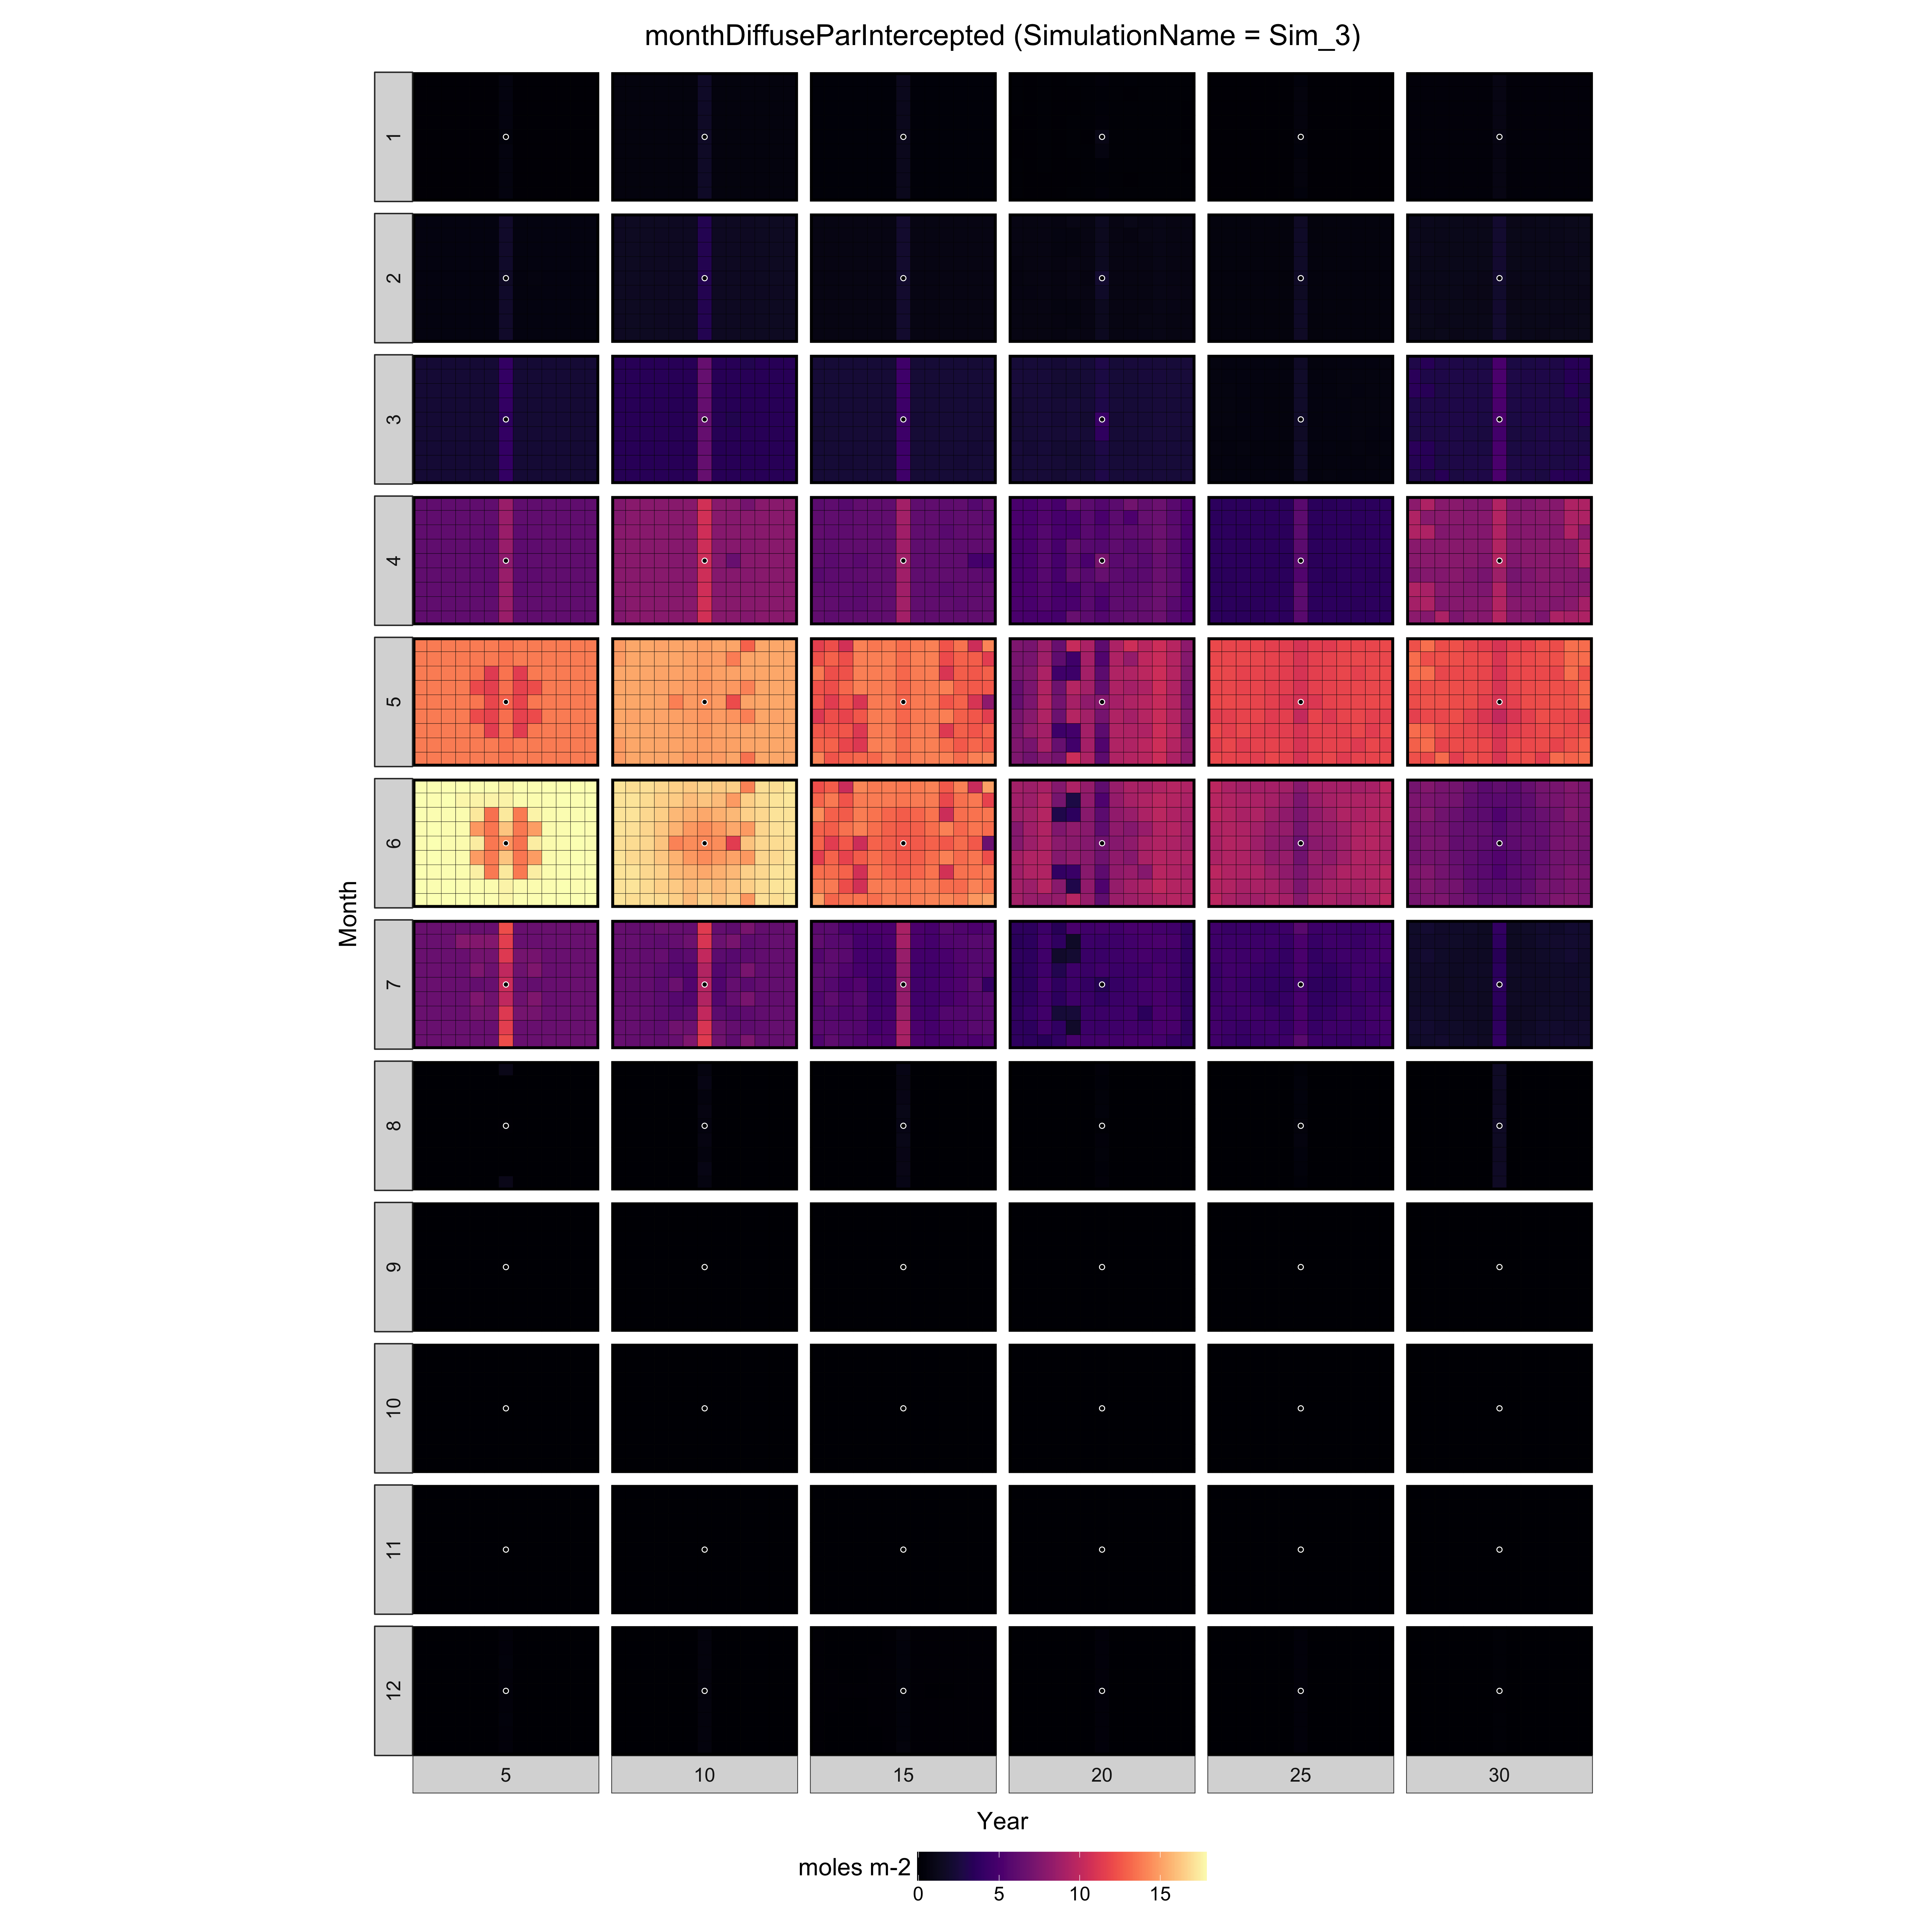 monthDiffuseParIntercepted (SimulationName = Sim_3)
1
2
3
4
5
6
7
8
9
10
11
12
Month
5 10 15 20 25 30
Year
moles m-2
0 5 10 15